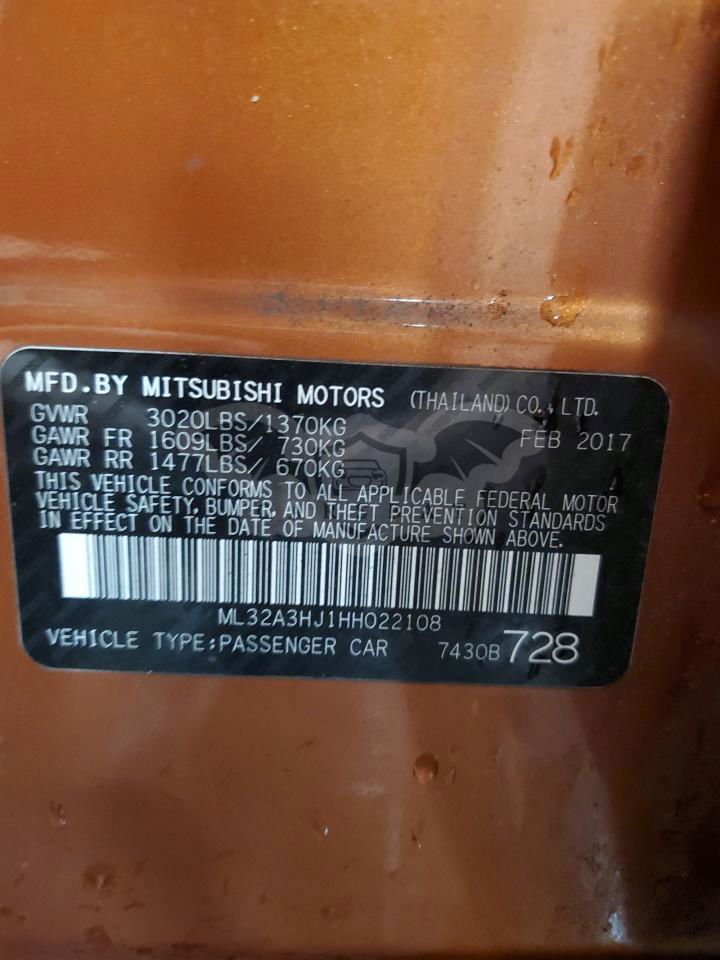 MFD.BY MITSUBISHI MOTORS (THAILAND) CO., LTD.
GVWR 3020LBS/1370KG FEB 2017
GAWR FR 1609LBS/ 730KG
GAWR RR 1477LBS/ 670KG
THIS VEHICLE CONFORMS TO ALL APPLICABLE FEDERAL MOTOR
VEHICLE SAFETY, BUMPER, AND THEFT PREVENTION STANDARDS
IN EFFECT ON THE DATE OF MANUFACTURE SHOWN ABOVE.
ML32A3HJ1HH022108
VEHICLE TYPE:PASSENGER CAR 7430B 728